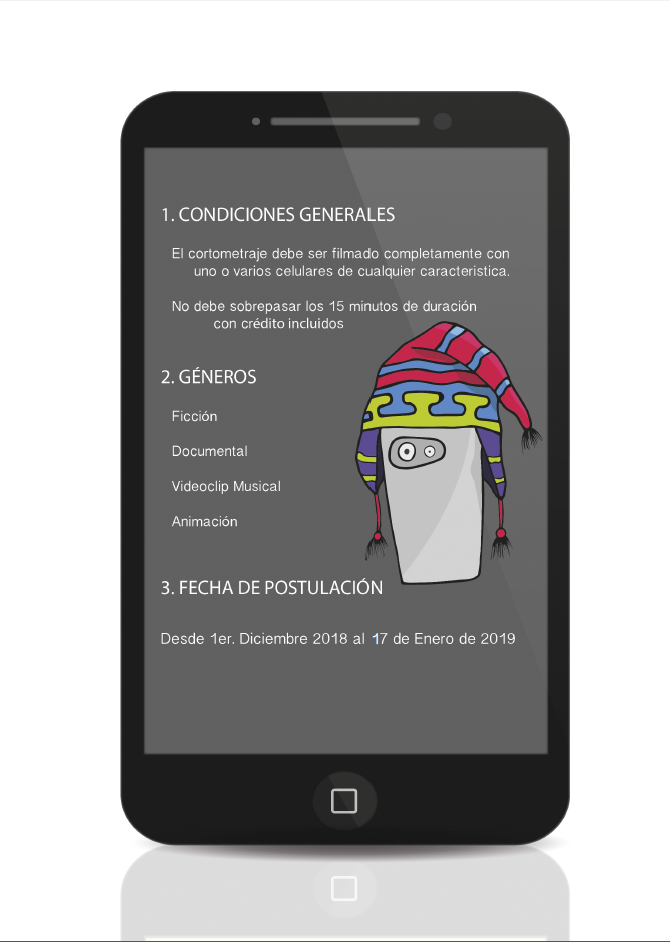 1. CONDICIONES GENERALES
El cortometraje debe ser filmado completamente con
uno o varios celulares de cualquier caracteristica.
No debe sobrepasar los 15 minutos de duración
con crédito incluidos
2. GÉNEROS
Ficción
Documental
Videoclip Musical
Animación
3. FECHA DE POSTULACIÓN
Desde 1er. Diciembre 2018 al 17 de Enero de 2019